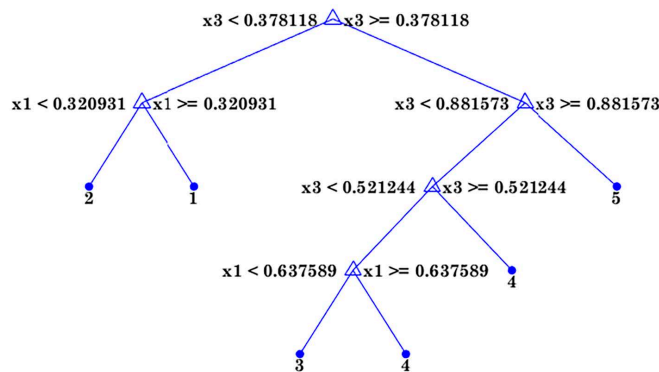 x3 < 0.378118 x3 >= 0.378118
x1 < 0.320931 x1 >= 0.320931 x3 < 0.881573 x3 >= 0.881573
2 1 x3 < 0.521244 x3 >= 0.521244 5
x1 < 0.637589 x1 >= 0.637589 4
3 4